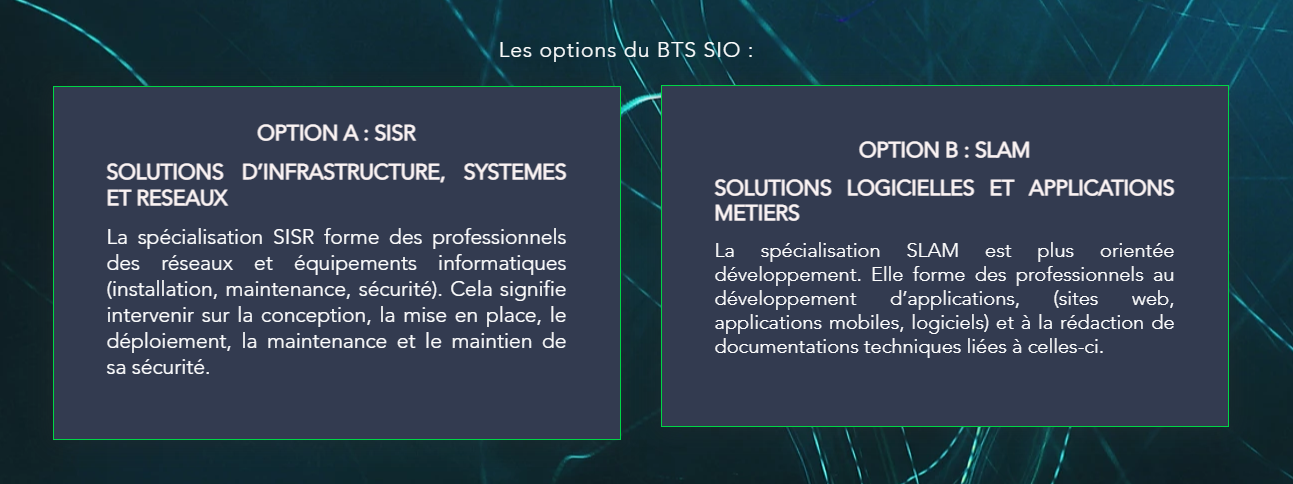 Les options du BTS SIO :
OPTION A : SISR
SOLUTIONS D’INFRASTRUCTURE, SYSTEMES
ET RESEAUX
La spécialisation SISR forme des professionnels
des réseaux et équipements informatiques
(installation, maintenance, sécurité). Cela signifie
intervenir sur la conception, la mise en place, le
déploiement, la maintenance et le maintien de
sa sécurité.
OPTION B : SLAM
SOLUTIONS LOGICIELLES ET APPLICATIONS
METIERS
La spécialisation SLAM est plus orientée
développement. Elle forme des professionnels au
développement d’applications, (sites web,
applications mobiles, logiciels) et à la rédaction de
documentations techniques liées à celles-ci.